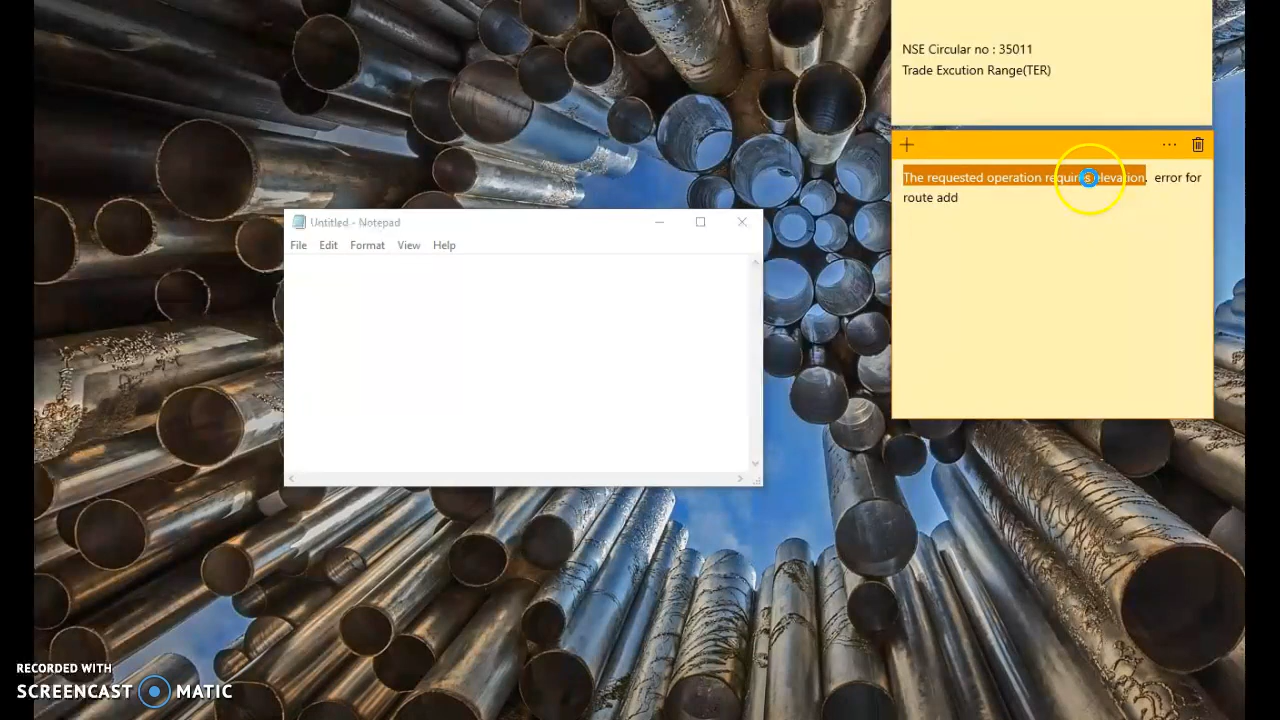 NSE Circular no : 35011
Trade Excution Range(TER)
The requested operation requires elevation,  error for
route add
Untitled - Notepad
File Edit Format View Help
RECORDED WITH
SCREENCAST MATIC